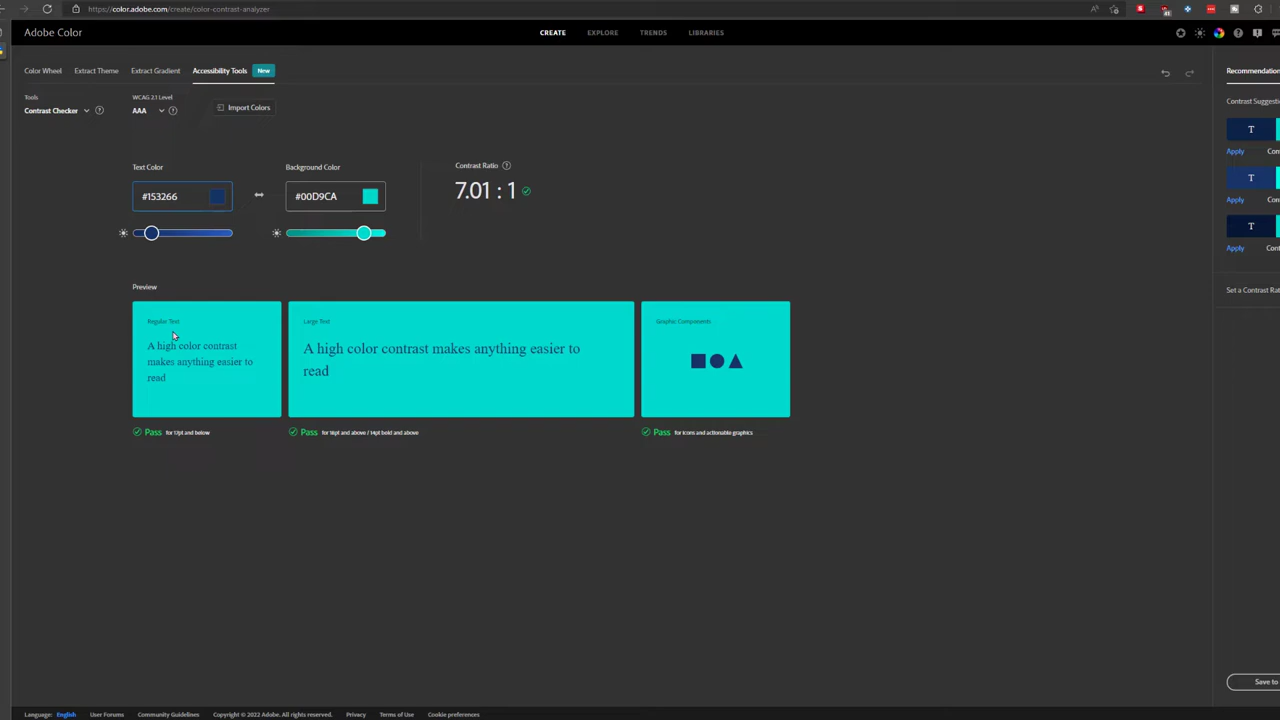 https://color.adobe.com/create/color-contrast-analyzer
Adobe Color
CREATE
EXPLORE
TRENDS
LIBRARIES
Color Wheel
Extract Theme
Extract Gradient
Accessibility Tools
New
Recommendation
Tools
Contrast Checker
WCAG 2.1 Level
AAA
Import Colors
Contrast Suggestio
T
Apply
Con
T
Apply
Con
T
Apply
Con
Set a Contrast Rat
Text Color
Background Color
Contrast Ratio
#153266
#00D9CA
7.01 : 1
Preview
Regular Text
A high color contrast
makes anything easier to
read
Large Text
A high color contrast makes anything easier to
read
Graphic Components
Pass for 17pt and below
Pass for 18pt and above / 14pt bold and above
Pass for icons and actionable graphics
Save to
Language: English
User Forums
Community Guidelines
Copyright © 2022 Adobe. All rights reserved.
Privacy
Terms of Use
Cookie preferences